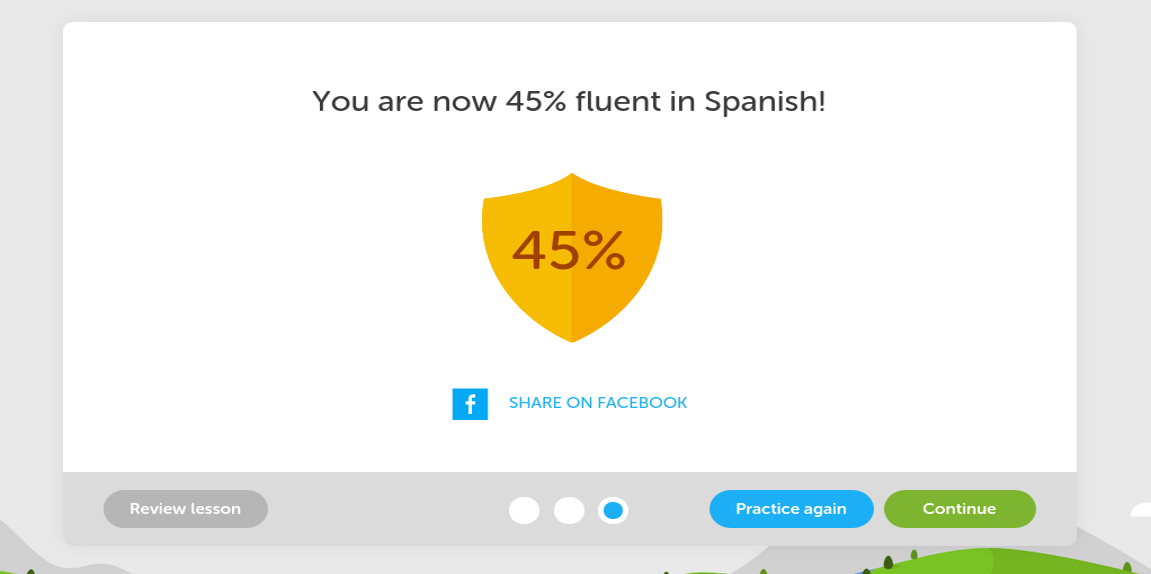 You are now 45% fluent in Spanish!
45%
f SHARE ON FACEBOOK
Review lesson
Practice again
Continue